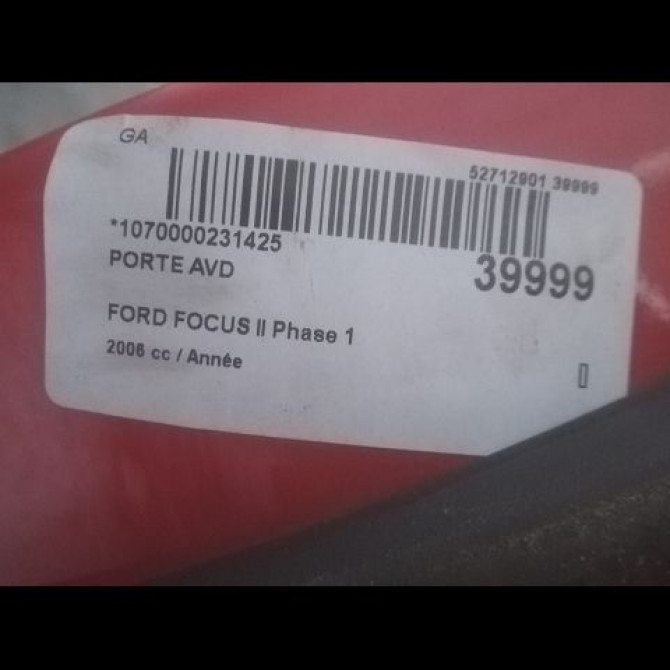 GA
52712901 39999
*1070000231425
39999
PORTE AVD
FORD FOCUS II Phase 1
2006 cc / Année